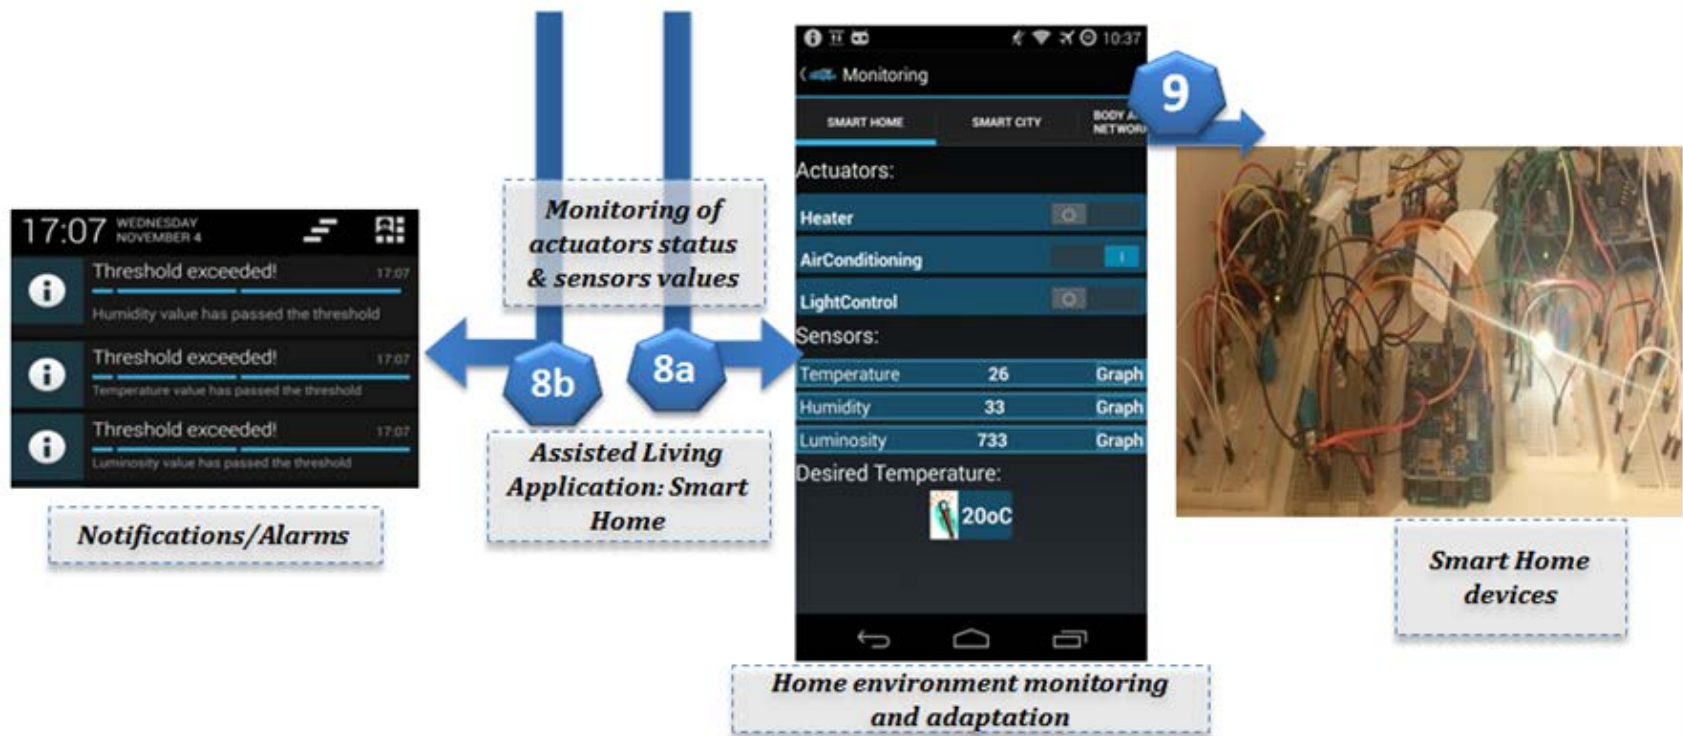 17:07 WEDNESDAY
NOVEMBER 4
Threshold exceeded! 17:07
Humidity value has passed the threshold
Threshold exceeded! 17:07
Temperature value has passed the threshold
Threshold exceeded! 17:07
Luminosity value has passed the threshold
Notifications/Alarms
Monitoring of
actuators status
& sensors values
8b
8a
Assisted Living
Application: Smart
Home
10:37
Monitoring
SMART HOME SMART CITY BODY
NETWORK
Actuators:
Heater
AirConditioning
LightControl
Sensors:
Temperature 26 Graph
Humidity 33 Graph
Luminosity 733 Graph
Desired Temperature:
20oC
Home environment monitoring
and adaptation
9
Smart Home
devices